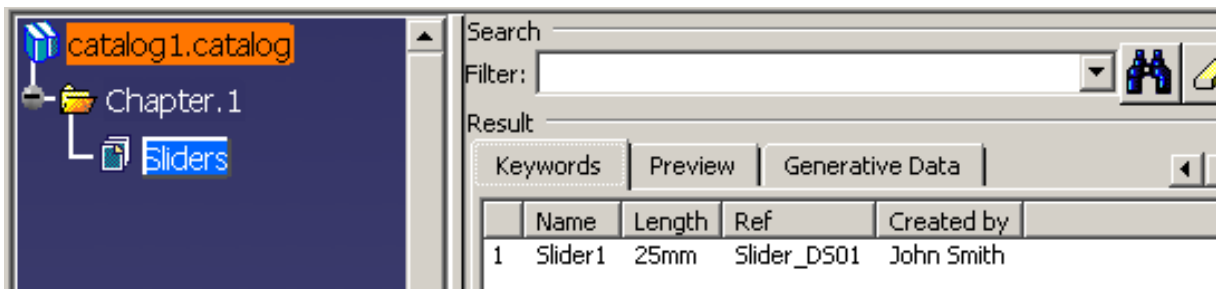 catalog1.catalog
Chapter.1
Sliders
Search
Filter:
Result
Keywords Preview Generative Data
Name Length Ref Created by
1 Slider1 25mm Slider_DS01 John Smith